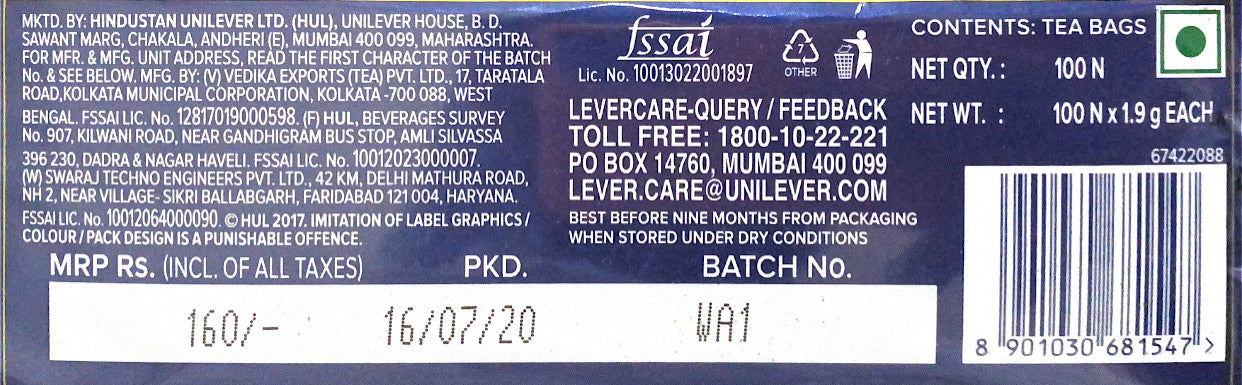 MKTD. BY: HINDUSTAN UNILEVER LTD. (HUL), UNILEVER HOUSE, B. D.
SAWANT MARG, CHAKALA, ANDHERI (E), MUMBAI 400 099, MAHARASHTRA.
FOR MFR. & MFG. UNIT ADDRESS, READ THE FIRST CHARACTER OF THE BATCH
No. & SEE BELOW. MFG. BY: (V) VEDIKA EXPORTS (TEA) PVT. LTD., 17, TARATALA
ROAD,KOLKATA MUNICIPAL CORPORATION, KOLKATA -700 088, WEST
BENGAL. FSSAI LIC. No. 12817019000598. (F) HUL, BEVERAGES SURVEY
No. 907, KILWANI ROAD, NEAR GANDHIGRAM BUS STOP, AMLI SILVASSA
396 230, DADRA & NAGAR HAVELI. FSSAI LIC. No. 10012023000007.
(W) SWARAJ TECHNO ENGINEERS PVT. LTD., 42 KM, DELHI MATHURA ROAD,
NH 2, NEAR VILLAGE- SIKRI BALLABGARH, FARIDABAD 121 004, HARYANA.
FSSAI LIC. No. 10012064000090. © HUL 2017. IMITATION OF LABEL GRAPHICS /
COLOUR / PACK DESIGN IS A PUNISHABLE OFFENCE.
fssai
Lic. No. 10013022001897
7
OTHER
LEVERCARE-QUERY / FEEDBACK
TOLL FREE: 1800-10-22-221
PO BOX 14760, MUMBAI 400 099
LEVER.CARE@UNILEVER.COM
BEST BEFORE NINE MONTHS FROM PACKAGING
WHEN STORED UNDER DRY CONDITIONS
CONTENTS: TEA BAGS
NET QTY. : 100 N
NET WT. : 100 N x 1.9 g EACH
67422088
8 901030 681547 >
MRP RS. (INCL. OF ALL TAXES) PKD. BATCH No.
160/- 16/07/20 WA1